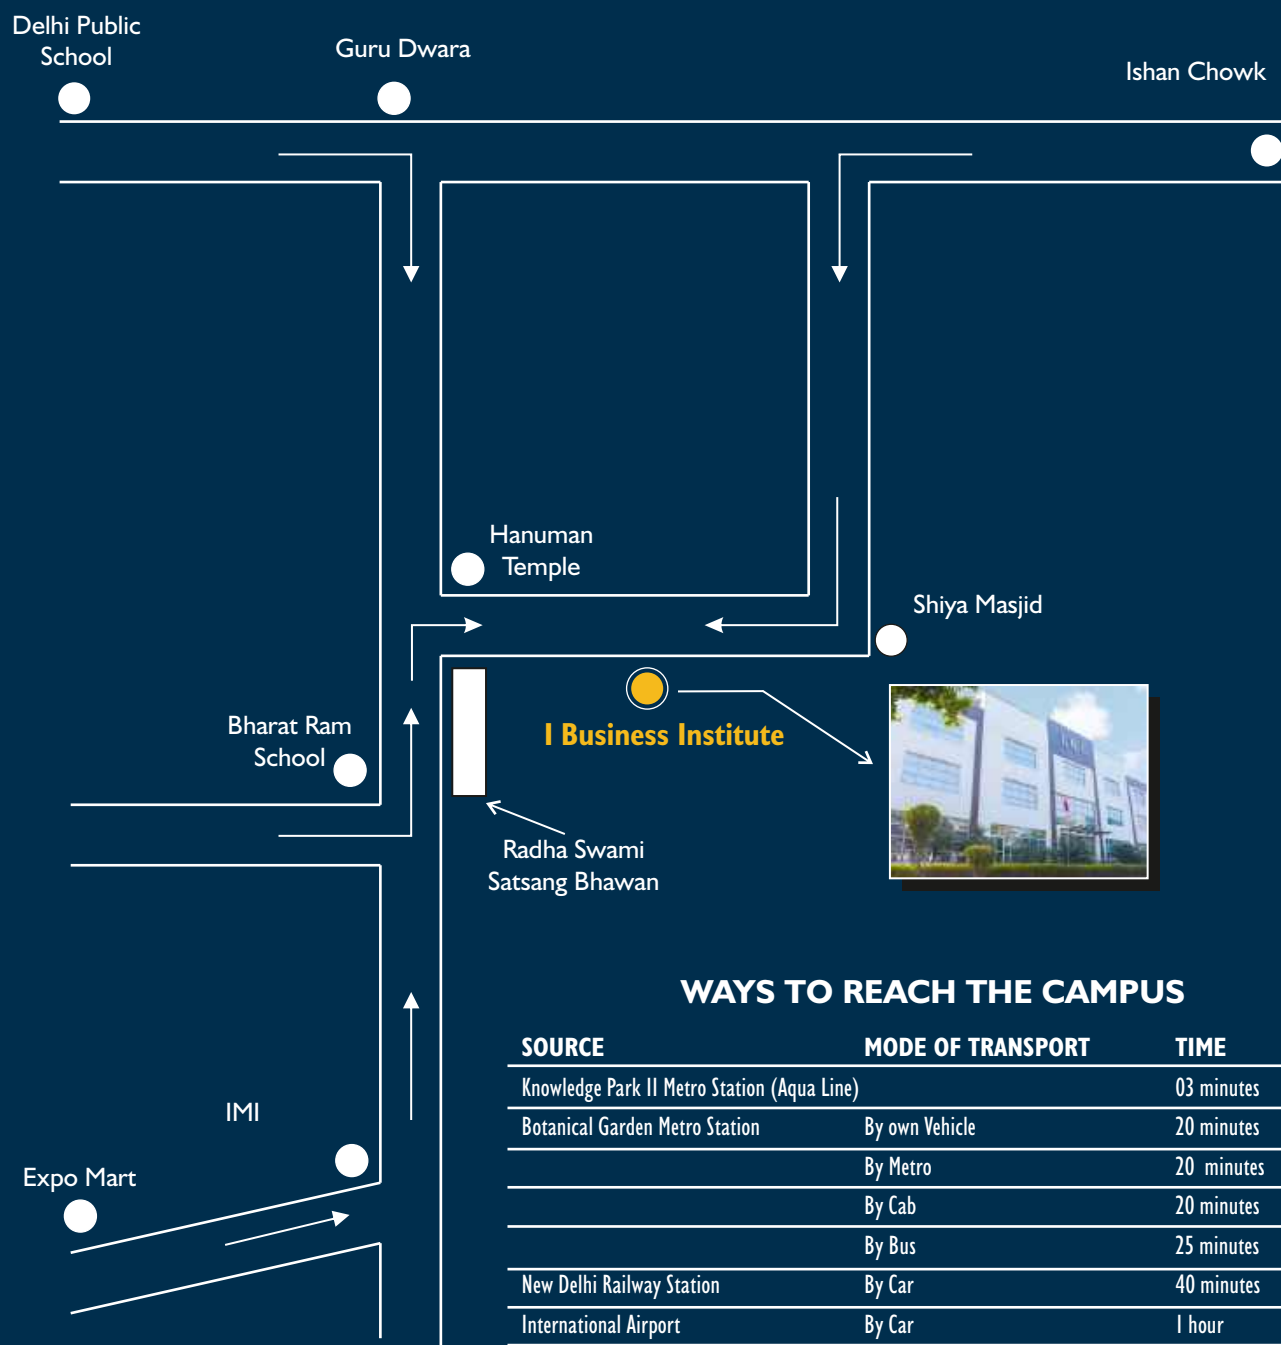 Delhi Public
School
Guru Dwara
Ishan Chowk
Hanuman
Temple
Shiya Masjid
I Business Institute
Bharat Ram
School
Radha Swami
Satsang Bhawan
IMI
Expo Mart
WAYS TO REACH THE CAMPUS
SOURCE MODE OF TRANSPORT TIME
Knowledge Park II Metro Station (Aqua Line) 03 minutes
Botanical Garden Metro Station By own Vehicle 20 minutes
By Metro 20 minutes
By Cab 20 minutes
By Bus 25 minutes
New Delhi Railway Station By Car 40 minutes
International Airport By Car 1 hour